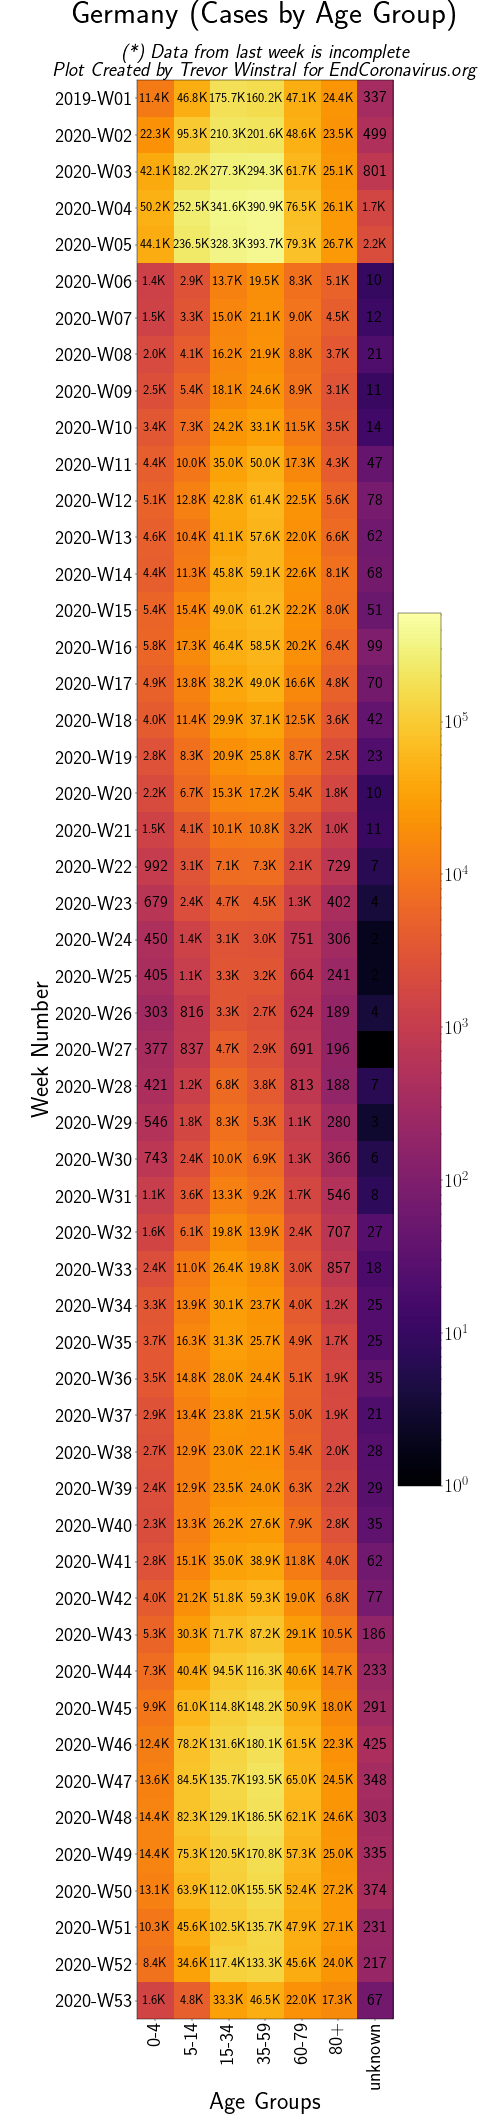 Germany (Cases by Age Group)
(*) Data from last week is incomplete
Plot Created by Trevor Winstral for EndCoronavirus.org
2019-W01 11.4K 46.8K 175.7K 160.2K 47.1K 24.4K 337
2020-W02 22.3K 95.3K 210.3K 201.6K 48.6K 23.5K 499
2020-W03 42.1K 182.2K 277.3K 294.3K 61.7K 25.1K 801
2020-W04 50.2K 252.5K 341.6K 390.9K 76.5K 26.1K 1.7K
2020-W05 44.1K 236.5K 328.3K 393.7K 79.3K 26.7K 2.2K
2020-W06 1.4K 2.9K 13.7K 19.5K 8.3K 5.1K 10
2020-W07 1.5K 3.3K 15.0K 21.1K 9.0K 4.5K 12
2020-W08 2.0K 4.1K 16.2K 21.9K 8.8K 3.7K 21
2020-W09 2.5K 5.4K 18.1K 24.6K 8.9K 3.1K 11
2020-W10 3.4K 7.3K 24.2K 33.1K 11.5K 3.5K 14
2020-W11 4.4K 10.0K 35.0K 50.0K 17.3K 4.3K 47
2020-W12 5.1K 12.8K 42.8K 61.4K 22.5K 5.6K 78
2020-W13 4.6K 10.4K 41.1K 57.6K 22.0K 6.6K 62
2020-W14 4.4K 11.3K 45.8K 59.1K 22.6K 8.1K 68
2020-W15 5.4K 15.4K 49.0K 61.2K 22.2K 8.0K 51
2020-W16 5.8K 17.3K 46.4K 58.5K 20.2K 6.4K 99
2020-W17 4.9K 13.8K 38.2K 49.0K 16.6K 4.8K 70
2020-W18 4.0K 11.4K 29.9K 37.1K 12.5K 3.6K 42
2020-W19 2.8K 8.3K 20.9K 25.8K 8.7K 2.5K 23
2020-W20 2.2K 6.7K 15.3K 17.2K 5.4K 1.8K 10
2020-W21 1.5K 4.1K 10.1K 10.8K 3.2K 1.0K 11
2020-W22 992 3.1K 7.1K 7.3K 2.1K 729 7
2020-W23 679 2.4K 4.7K 4.5K 1.3K 402 4
2020-W24 450 1.4K 3.1K 3.0K 751 306 2
2020-W25 405 1.1K 3.3K 3.2K 664 241 2
2020-W26 303 816 3.3K 2.7K 624 189 4
2020-W27 377 837 4.7K 2.9K 691 196
2020-W28 421 1.2K 6.8K 3.8K 813 188 7
2020-W29 546 1.8K 8.3K 5.3K 1.1K 280 3
2020-W30 743 2.4K 10.0K 6.9K 1.3K 366 6
2020-W31 1.1K 3.6K 13.3K 9.2K 1.7K 546 8
2020-W32 1.6K 6.1K 19.8K 13.9K 2.4K 707 27
2020-W33 2.4K 11.0K 26.4K 19.8K 3.0K 857 18
2020-W34 3.3K 13.9K 30.1K 23.7K 4.0K 1.2K 25
2020-W35 3.7K 16.3K 31.3K 25.7K 4.9K 1.7K 25
2020-W36 3.5K 14.8K 28.0K 24.4K 5.1K 1.9K 35
2020-W37 2.9K 13.4K 23.8K 21.5K 5.0K 1.9K 21
2020-W38 2.7K 12.9K 23.0K 22.1K 5.4K 2.0K 28
2020-W39 2.4K 12.9K 23.5K 24.0K 6.3K 2.2K 29
2020-W40 2.3K 13.3K 26.2K 27.6K 7.9K 2.8K 35
2020-W41 2.8K 15.1K 35.0K 38.9K 11.8K 4.0K 62
2020-W42 4.0K 21.2K 51.8K 59.3K 19.0K 6.8K 77
2020-W43 5.3K 30.3K 71.7K 87.2K 29.1K 10.5K 186
2020-W44 7.3K 40.4K 94.5K 116.3K 40.6K 14.7K 233
2020-W45 9.9K 61.0K 114.8K 148.2K 50.9K 18.0K 291
2020-W46 12.4K 78.2K 131.6K 180.1K 61.5K 22.3K 425
2020-W47 13.6K 84.5K 135.7K 193.5K 65.0K 24.5K 348
2020-W48 14.4K 82.3K 129.1K 186.5K 62.1K 24.6K 303
2020-W49 14.4K 75.3K 120.5K 170.8K 57.3K 25.0K 335
2020-W50 13.1K 63.9K 112.0K 155.5K 52.4K 27.2K 374
2020-W51 10.3K 45.6K 102.5K 135.7K 47.9K 27.1K 231
2020-W52 8.4K 34.6K 117.4K 133.3K 45.6K 24.0K 217
2020-W53 1.6K 4.8K 33.3K 46.5K 22.0K 17.3K 67
0-4 5-14 15-34 35-59 60-79 80+ unknown
Age Groups
Week Number
10^5
10^4
10^3
10^2
10^1
10^0